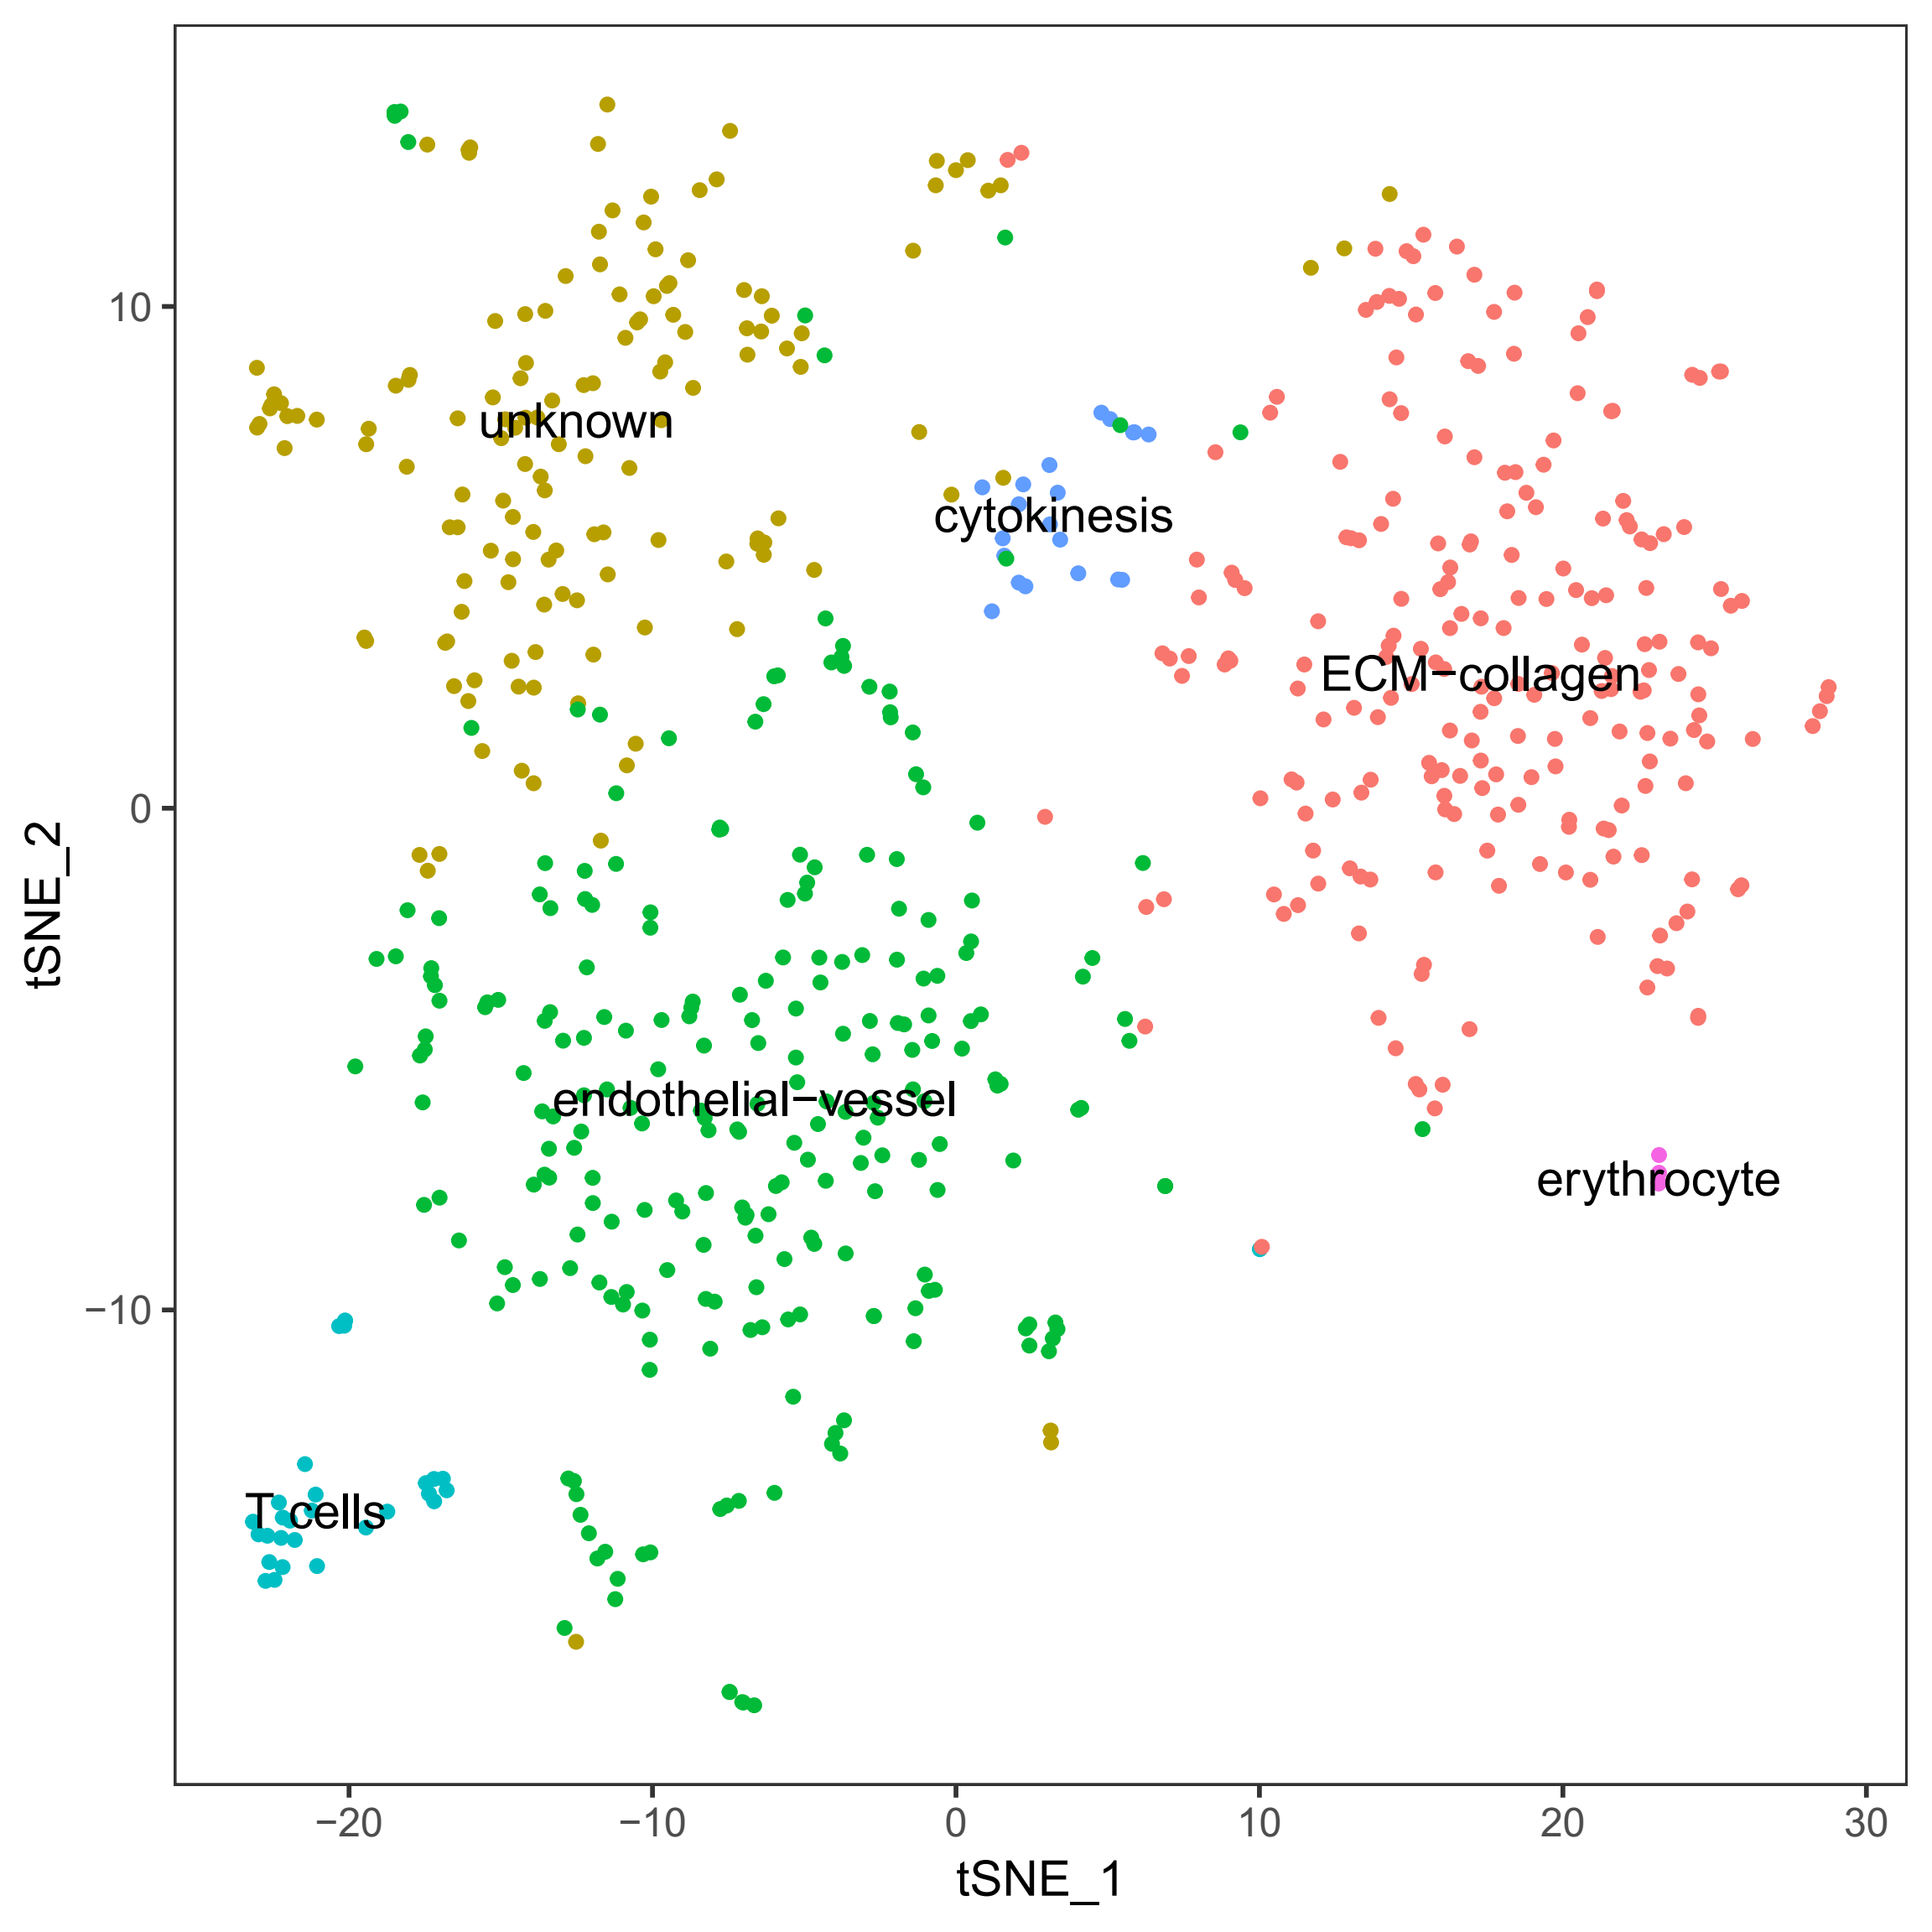 10
0
−10
tSNE_2
unknown
cytokinesis
ECM−collagen
endothelial−vessel
erythrocyte
T cells
−20
−10
0
10
20
30
tSNE_1